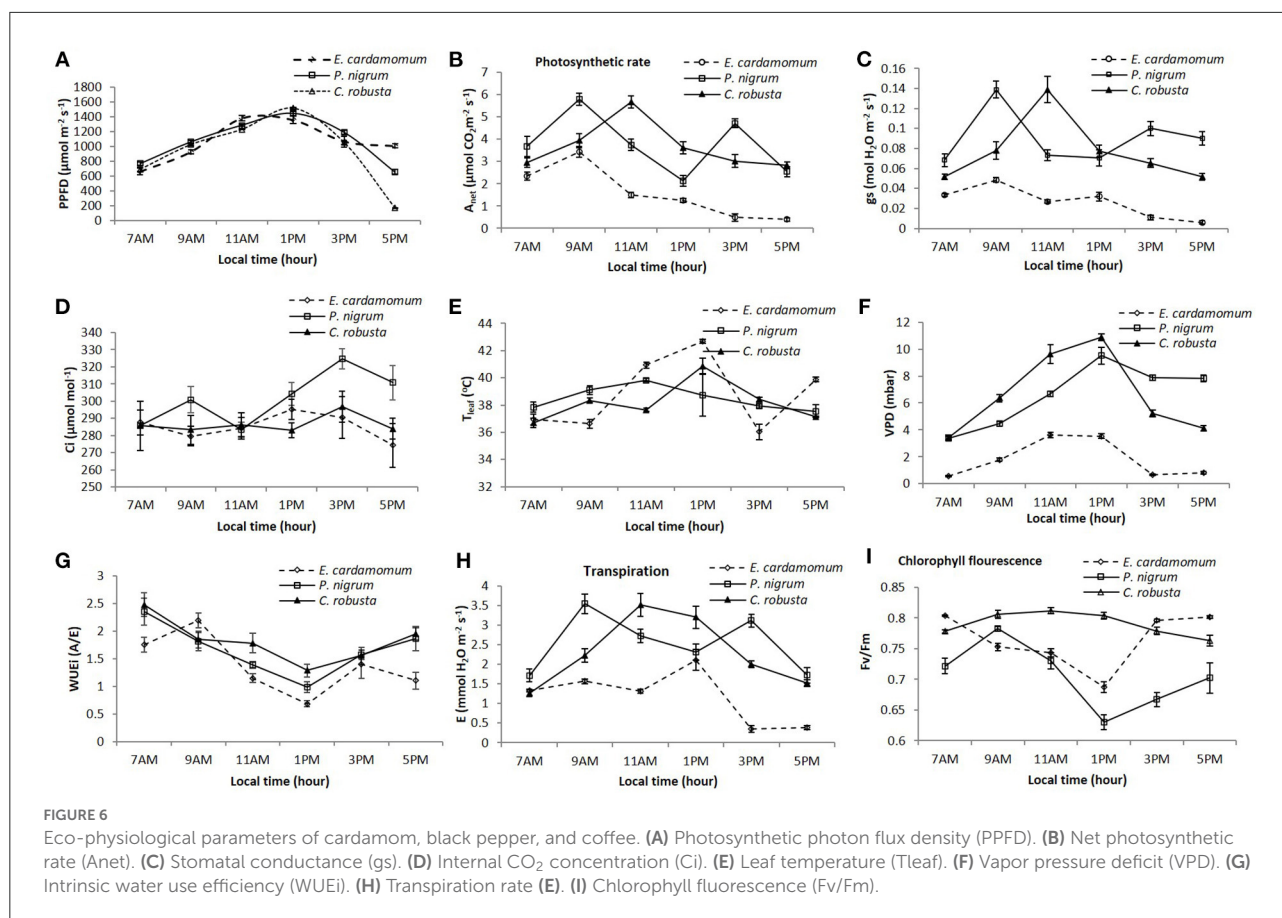 A
E. cardamomum
P. nigrum
C. robusta
PPFD (µmol m⁻² s⁻¹)
1800
1600
1400
1200
1000
800
600
400
200
0
7AM 9AM 11AM 1PM 3PM 5PM
Local time (hour)
B
Photosynthetic rate
E. cardamomum
P. nigrum
C. robusta
Anet (µmol CO₂m⁻² s⁻¹)
7
6
5
4
3
2
1
0
7AM 9AM 11AM 1PM 3PM 5PM
Local time (hour)
C
E. cardamomum
P. nigrum
C. robusta
gs (mol H₂O m⁻² s⁻¹)
0.16
0.14
0.12
0.1
0.08
0.06
0.04
0.02
0
7AM 9AM 11AM 1PM 3PM 5PM
Local time (hour)
D
E. cardamomum
P. nigrum
C. robusta
Ci (µmol mol⁻¹)
340
330
320
310
300
290
280
270
260
250
7AM 9AM 11AM 1PM 3PM 5PM
Local time (hour)
E
E. cardamomum
P. nigrum
C. robusta
Tleaf (⁰C)
44
42
40
38
36
34
32
7AM 9AM 11AM 1PM 3PM 5PM
Local time (hour)
F
E. cardamomum
P. nigrum
C. robusta
VPD (mbar)
12
10
8
6
4
2
0
7AM 9AM 11AM 1PM 3PM 5PM
Local time (hour)
G
E. cardamomum
P. nigrum
C. robusta
WUEi (A/E)
3
2.5
2
1.5
1
0.5
0
7AM 9AM 11AM 1PM 3PM 5PM
Local time (hour)
H
Transpiration
E. cardamomum
P. nigrum
C. robusta
E (mmol H₂O m⁻² s⁻¹)
4
3.5
3
2.5
2
1.5
1
0.5
0
7AM 9AM 11AM 1PM 3PM 5PM
Local time (hour)
I
Chlorophyll flourescence
E. cardamomum
P. nigrum
C. robusta
Fv/Fm
0.85
0.8
0.75
0.7
0.65
0.6
7AM 9AM 11AM 1PM 3PM 5PM
Local time (hour)
FIGURE 6
Eco-physiological parameters of cardamom, black pepper, and coffee. (A) Photosynthetic photon flux density (PPFD). (B) Net photosynthetic
rate (Anet). (C) Stomatal conductance (gs). (D) Internal CO₂ concentration (Ci). (E) Leaf temperature (Tleaf). (F) Vapor pressure deficit (VPD). (G)
Intrinsic water use efficiency (WUEi). (H) Transpiration rate (E). (I) Chlorophyll fluorescence (Fv/Fm).